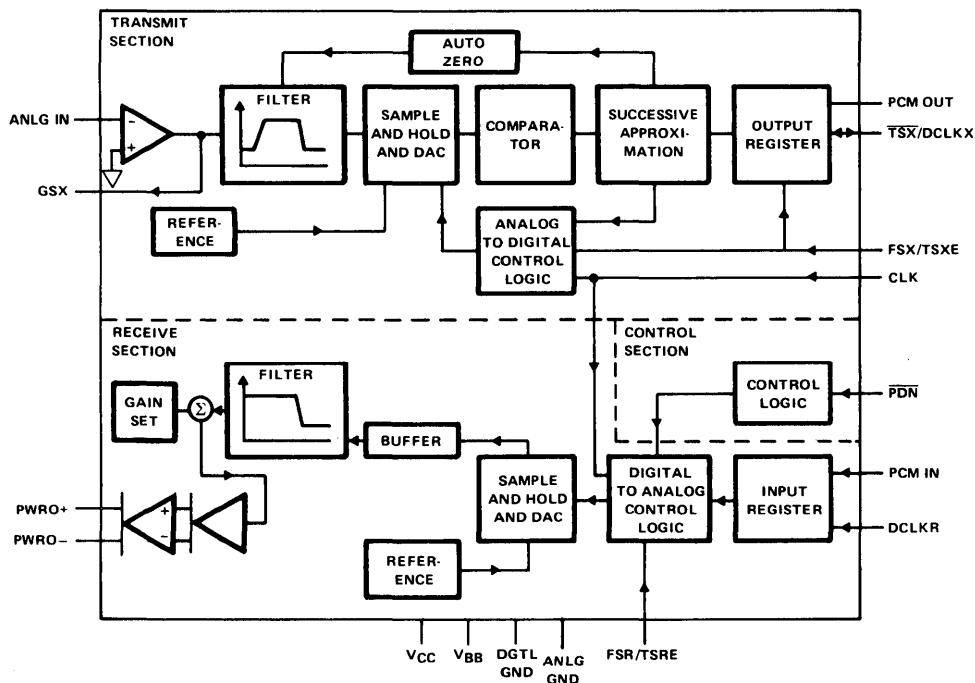 TRANSMIT
SECTION
AUTO
ZERO
ANLG IN
−
+
GSX
FILTER
SAMPLE
AND HOLD
AND DAC
COMPARA-
TOR
SUCCESSIVE
APPROXI-
MATION
OUTPUT
REGISTER
PCM OUT
TSX/DCLKX
REFER-
ENCE
ANALOG
TO DIGITAL
CONTROL
LOGIC
FSX/TSXE
CLK
RECEIVE
SECTION
CONTROL
SECTION
GAIN
SET
Σ
FILTER
BUFFER
CONTROL
LOGIC
PDN
SAMPLE
AND HOLD
AND DAC
DIGITAL
TO ANALOG
CONTROL
LOGIC
INPUT
REGISTER
PCM IN
DCLKR
PWRO+
PWRO−
+
−
REFER-
ENCE
VCC
VBB
DGTL
GND
ANLG
GND
FSR/TSRE